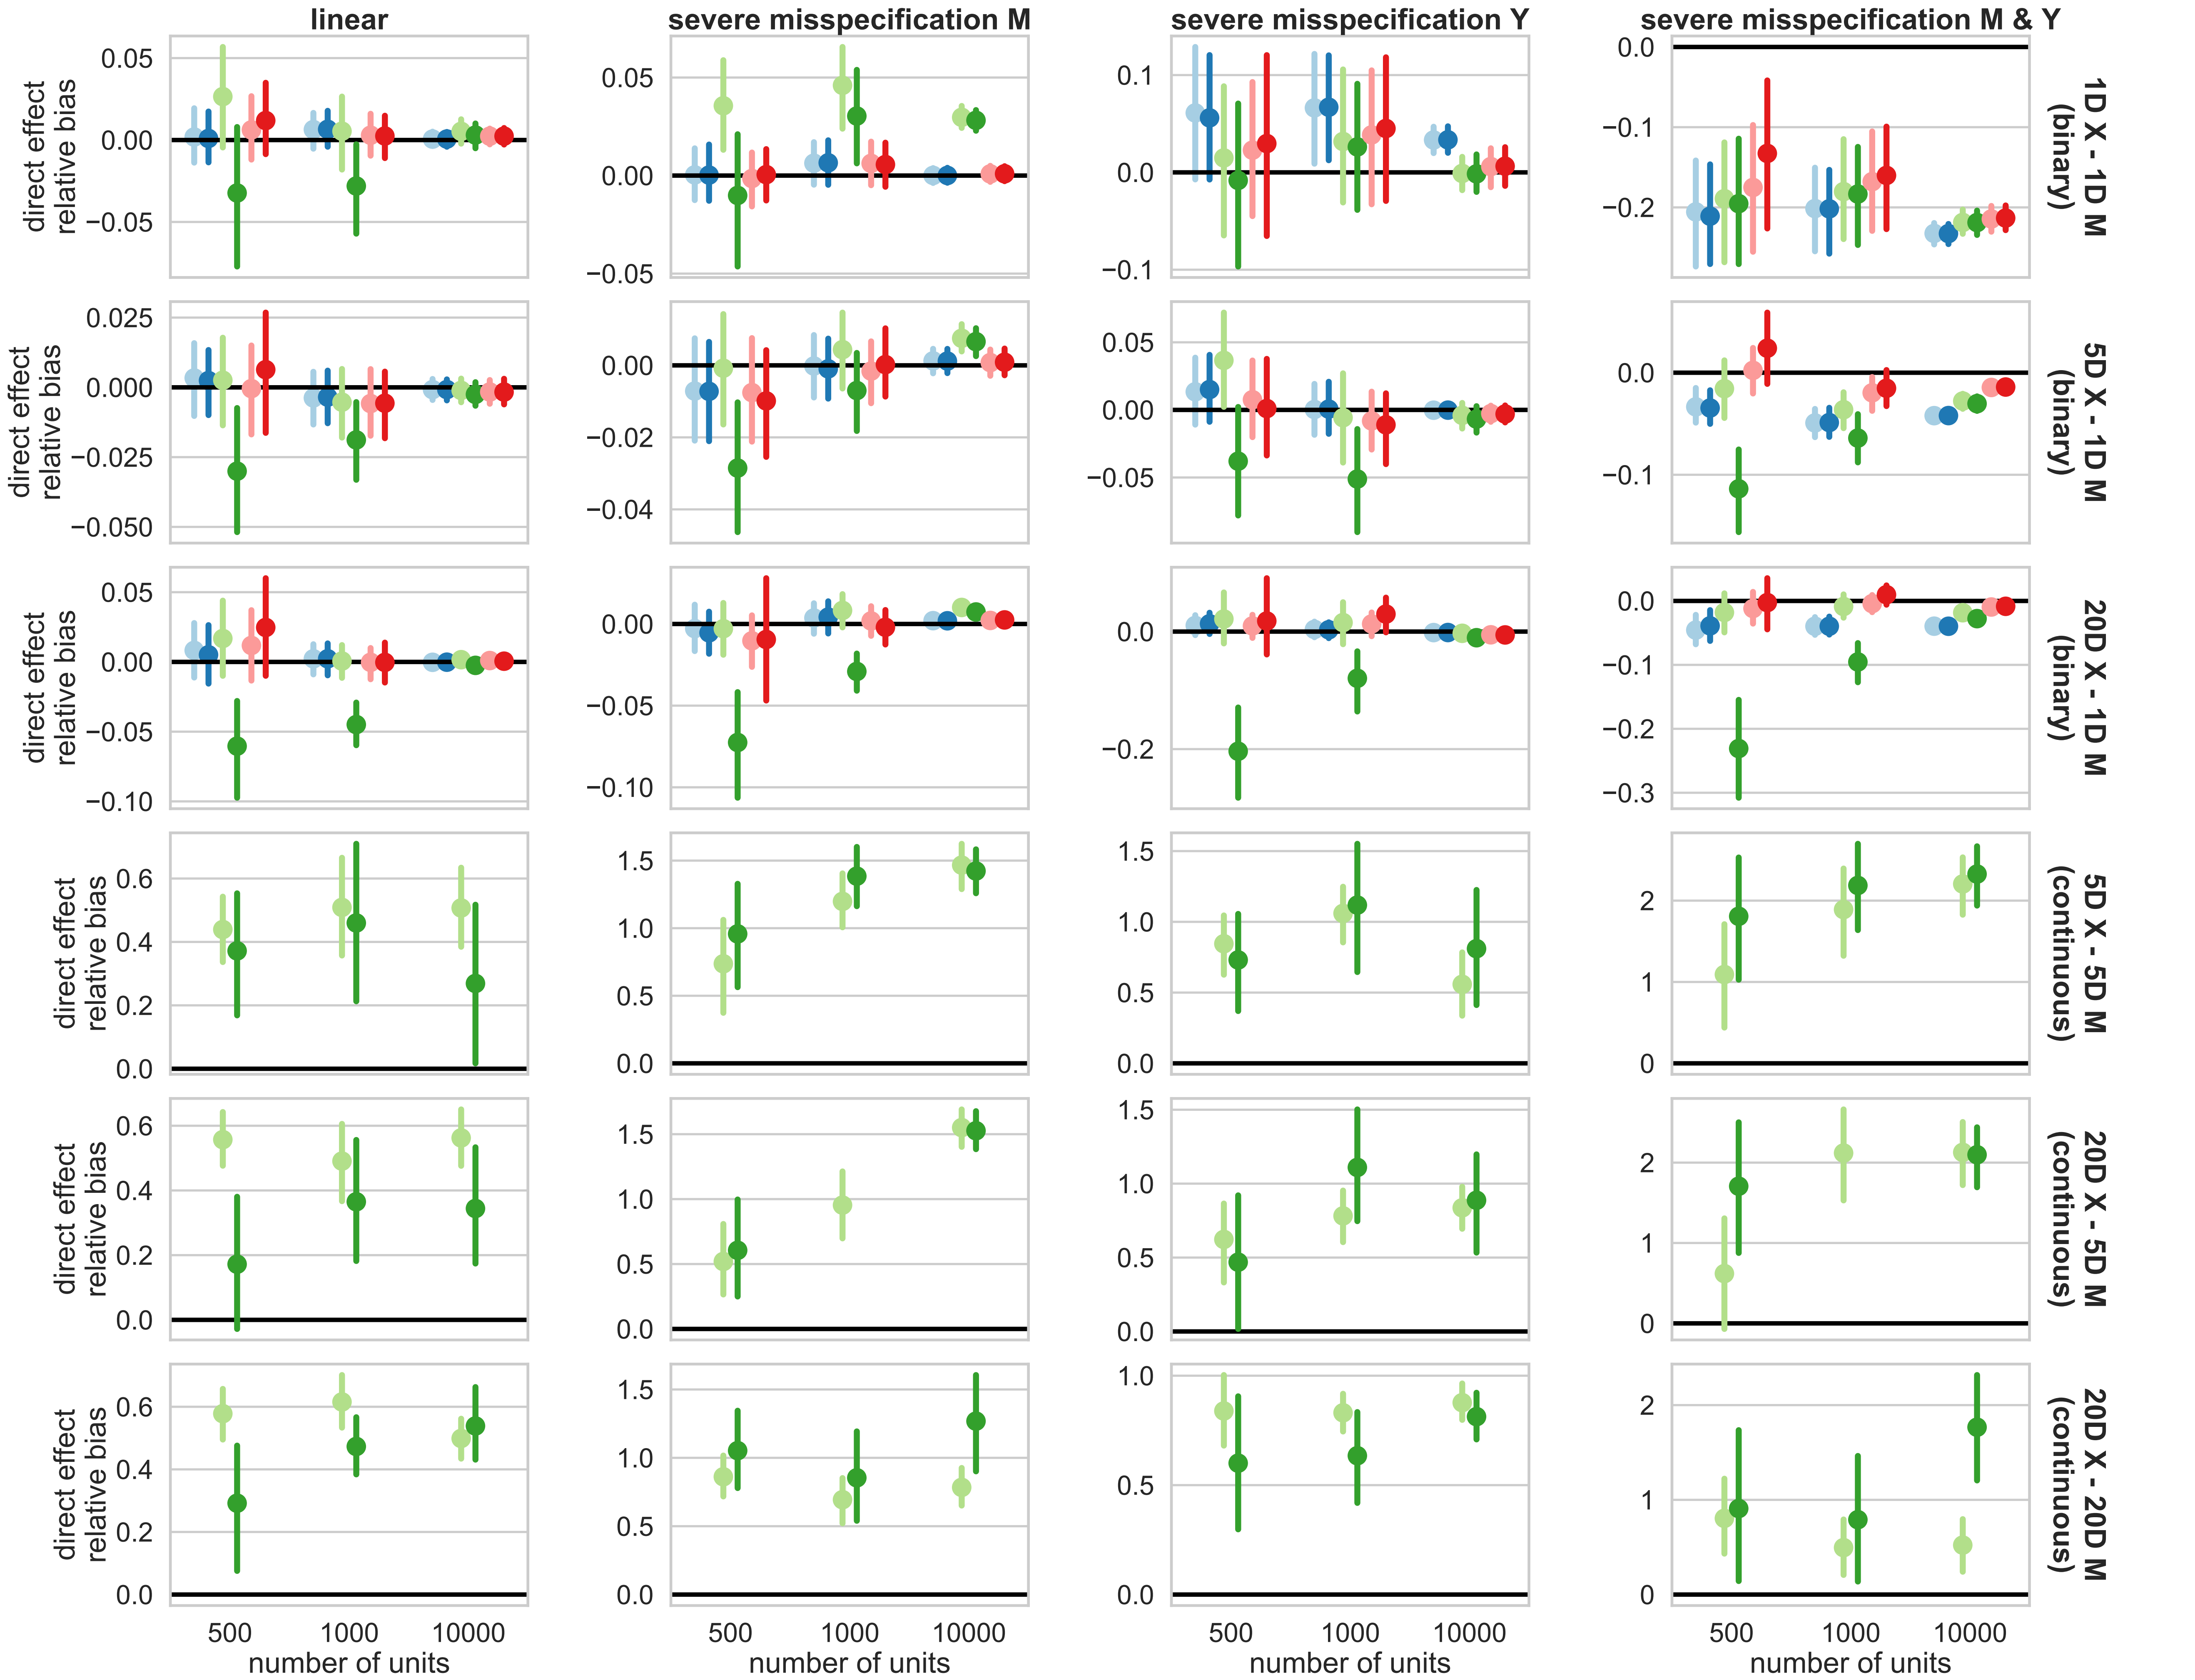 linear
severe misspecification M
severe misspecification Y
severe misspecification M & Y
direct effect
relative bias
0.05
0.00
−0.05
0.05
0.00
−0.05
0.1
0.0
−0.1
0.0
−0.1
−0.2
1D X - 1D M
(binary)
direct effect
relative bias
0.025
0.000
−0.025
−0.050
0.00
−0.02
−0.04
0.05
0.00
−0.05
0.0
−0.1
5D X - 1D M
(binary)
direct effect
relative bias
0.05
0.00
−0.05
−0.10
0.00
−0.05
−0.10
0.0
−0.2
0.0
−0.1
−0.2
−0.3
20D X - 1D M
(binary)
direct effect
relative bias
0.6
0.4
0.2
0.0
1.5
1.0
0.5
0.0
1.5
1.0
0.5
0.0
2
1
0
5D X - 5D M
(continuous)
direct effect
relative bias
0.6
0.4
0.2
0.0
1.5
1.0
0.5
0.0
1.5
1.0
0.5
0.0
2
1
0
20D X - 5D M
(continuous)
direct effect
relative bias
0.6
0.4
0.2
0.0
1.5
1.0
0.5
0.0
1.0
0.5
0.0
2
1
0
20D X - 20D M
(continuous)
500 1000 10000
number of units
500 1000 10000
number of units
500 1000 10000
number of units
500 1000 10000
number of units